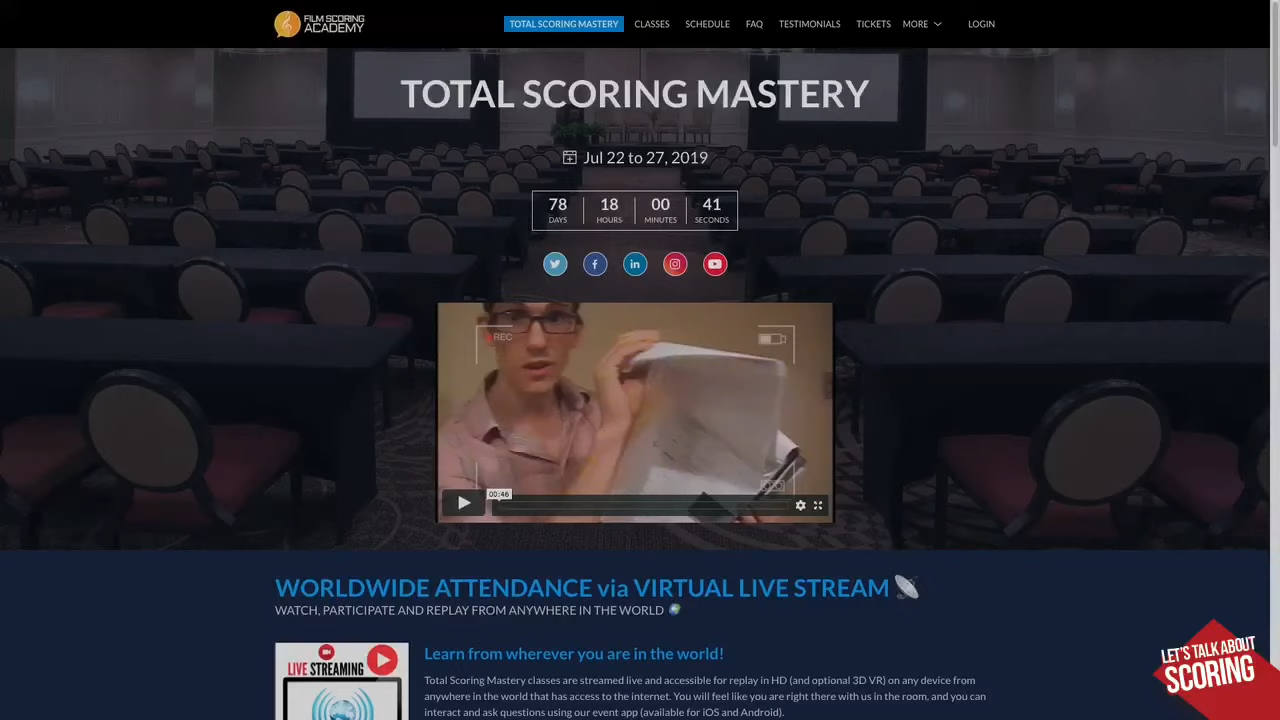 FILM SCORING
ACADEMY
TOTAL SCORING MASTERY
CLASSES
SCHEDULE
FAQ
TESTIMONIALS
TICKETS
MORE
LOGIN
TOTAL SCORING MASTERY
Jul 22 to 27, 2019
78 18 00 41
DAYS HOURS MINUTES SECONDS
REC
00:46
WORLDWIDE ATTENDANCE via VIRTUAL LIVE STREAM
WATCH, PARTICIPATE AND REPLAY FROM ANYWHERE IN THE WORLD
LIVE STREAMING
Learn from wherever you are in the world!
Total Scoring Mastery classes are streamed live and accessible for replay in HD (and optional 3D VR) on any device from
anywhere in the world that has access to the internet. You will feel like you are right there with us in the room, and you can
interact and ask questions using our event app (available for iOS and Android).
LET'S TALK ABOUT
SCORING